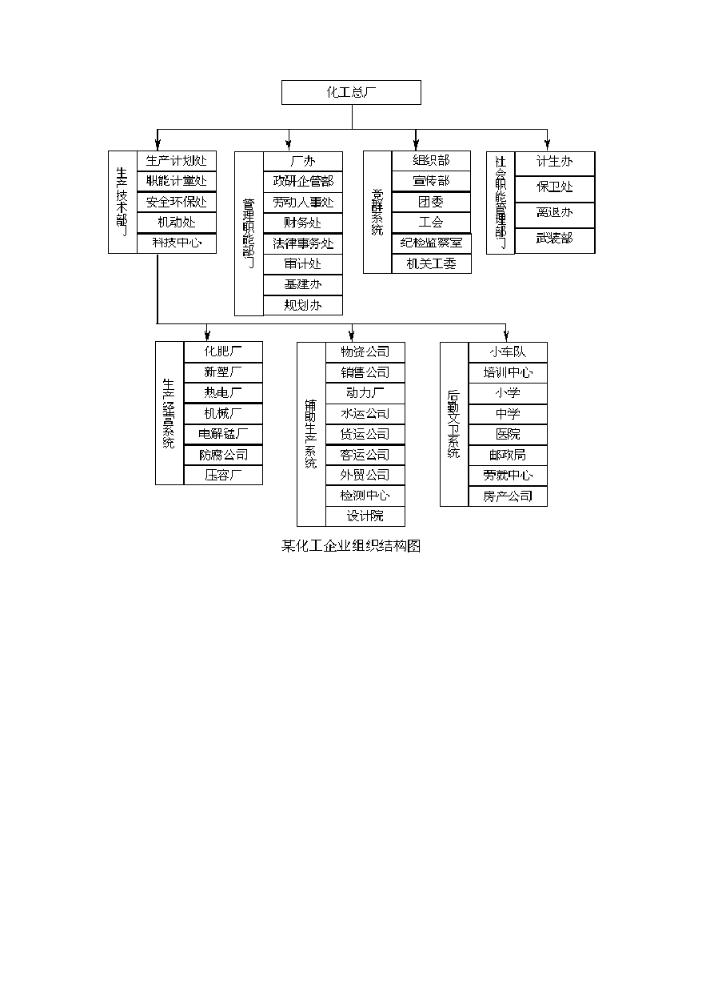 化工总厂
生产技术部门
生产计划处
职能计量处
安全环保处
机动处
科技中心
管理职能部门
厂办
政研企管部
劳动人事处
财务处
法律事务处
审计处
基建办
规划办
党群系统
组织部
宣传部
团委
工会
纪检监察室
机关工委
社会职能管理部门
计生办
保卫处
离退办
武装部
生产经营系统
化肥厂
新塑厂
热电厂
机械厂
电解锰厂
防腐公司
压容厂
辅助生产系统
物资公司
销售公司
动力厂
水运公司
货运公司
客运公司
外贸公司
检测中心
设计院
后勤文卫系统
小车队
培训中心
小学
中学
医院
邮政局
劳就中心
房产公司
某化工企业组织结构图